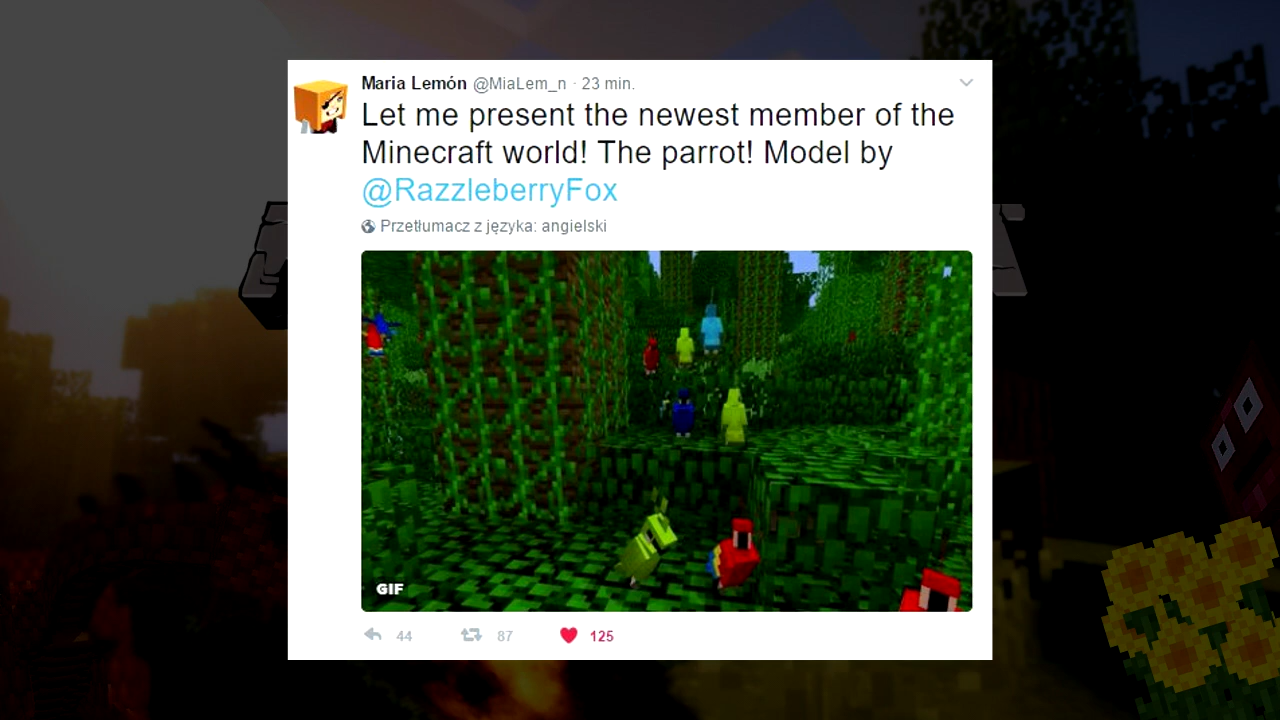 Maria Lemón @MiaLem_n · 23 min.
Let me present the newest member of the
Minecraft world! The parrot! Model by
@RazzleberryFox
Przetłumacz z języka: angielski
GIF
44 87 125